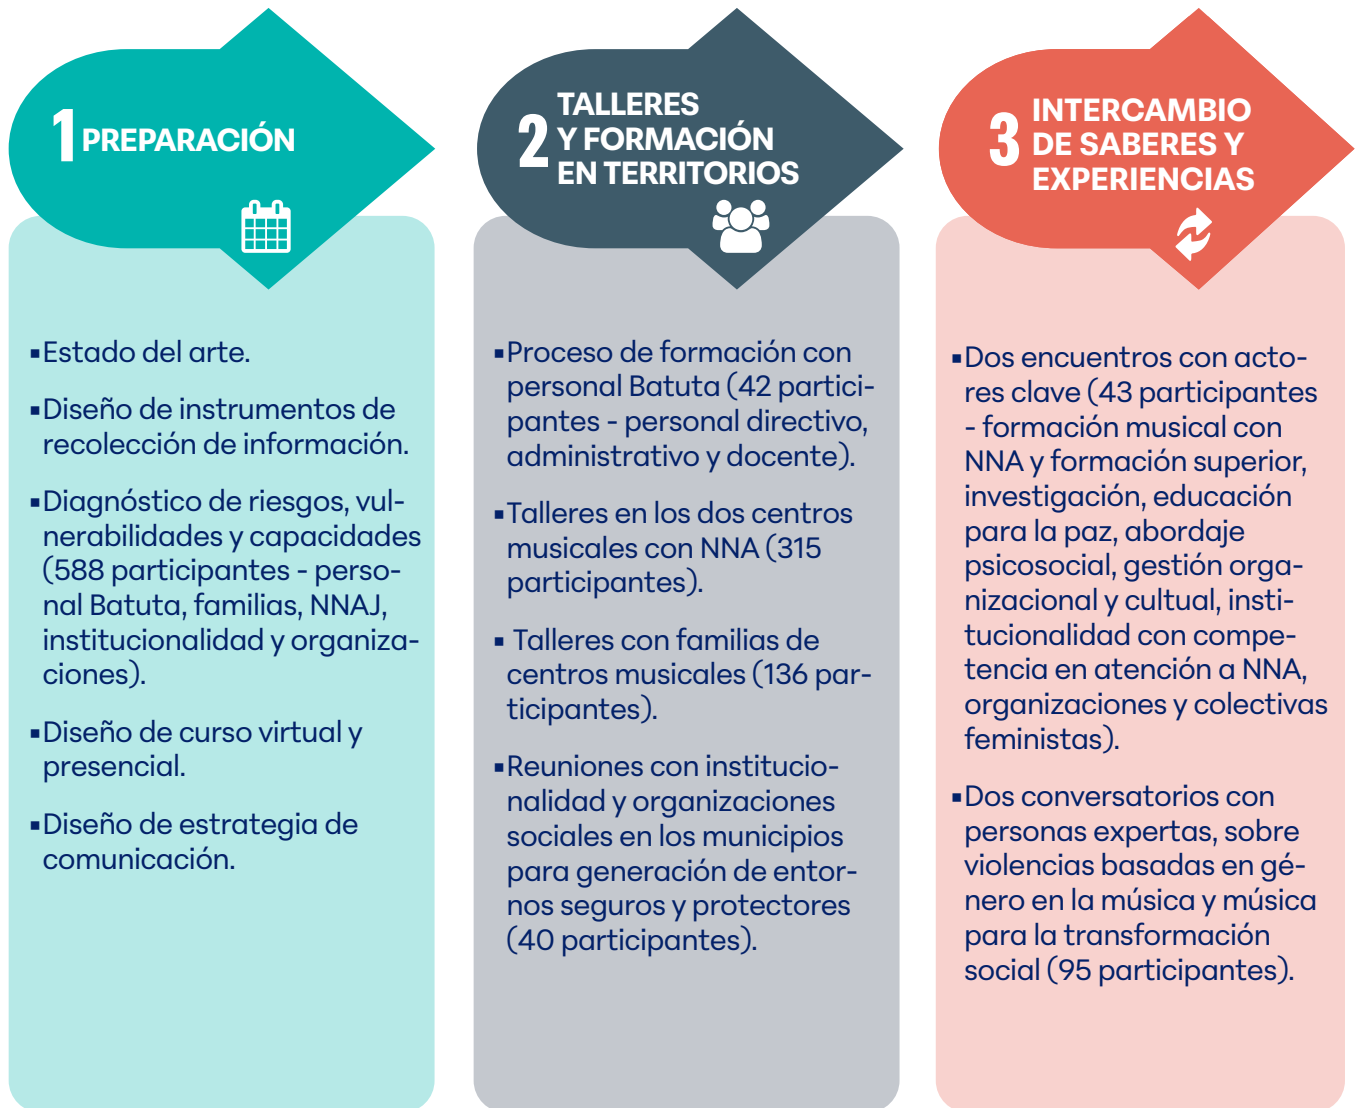 1 PREPARACIÓN
▪Estado del arte.
▪Diseño de instrumentos de
recolección de información.
▪Diagnóstico de riesgos, vul-
nerabilidades y capacidades
(588 participantes - perso-
nal Batuta, familias, NNAJ,
institucionalidad y organiza-
ciones).
▪Diseño de curso virtual y
presencial.
▪Diseño de estrategia de
comunicación.
2 TALLERES
Y FORMACIÓN
EN TERRITORIOS
▪Proceso de formación con
personal Batuta (42 partici-
pantes - personal directivo,
administrativo y docente).
▪Talleres en los dos centros
musicales con NNA (315
participantes).
▪ Talleres con familias de
centros musicales (136 par-
ticipantes).
▪Reuniones con institucio-
nalidad y organizaciones
sociales en los municipios
para generación de entor-
nos seguros y protectores
(40 participantes).
3 INTERCAMBIO
DE SABERES Y
EXPERIENCIAS
▪Dos encuentros con acto-
res clave (43 participantes
- formación musical con
NNA y formación superior,
investigación, educación
para la paz, abordaje
psicosocial, gestión orga-
nizacional y cultual, insti-
tucionalidad con compe-
tencia en atención a NNA,
organizaciones y colectivas
feministas).
▪Dos conversatorios con
personas expertas, sobre
violencias basadas en gé-
nero en la música y música
para la transformación
social (95 participantes).